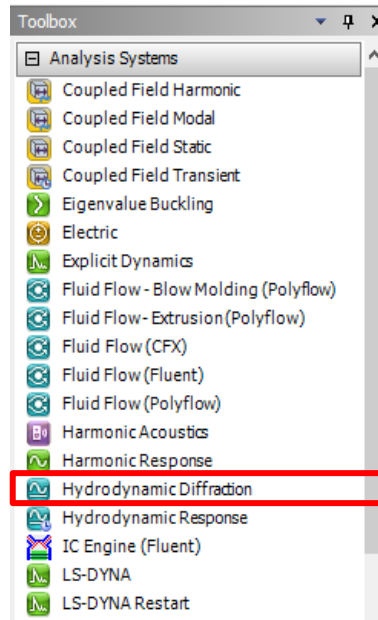 Toolbox
Analysis Systems
Coupled Field Harmonic
Coupled Field Modal
Coupled Field Static
Coupled Field Transient
Eigenvalue Buckling
Electric
Explicit Dynamics
Fluid Flow - Blow Molding (Polyflow)
Fluid Flow- Extrusion(Polyflow)
Fluid Flow (CFX)
Fluid Flow (Fluent)
Fluid Flow (Polyflow)
Harmonic Acoustics
Harmonic Response
Hydrodynamic Diffraction
Hydrodynamic Response
IC Engine (Fluent)
LS-DYNA
LS-DYNA Restart